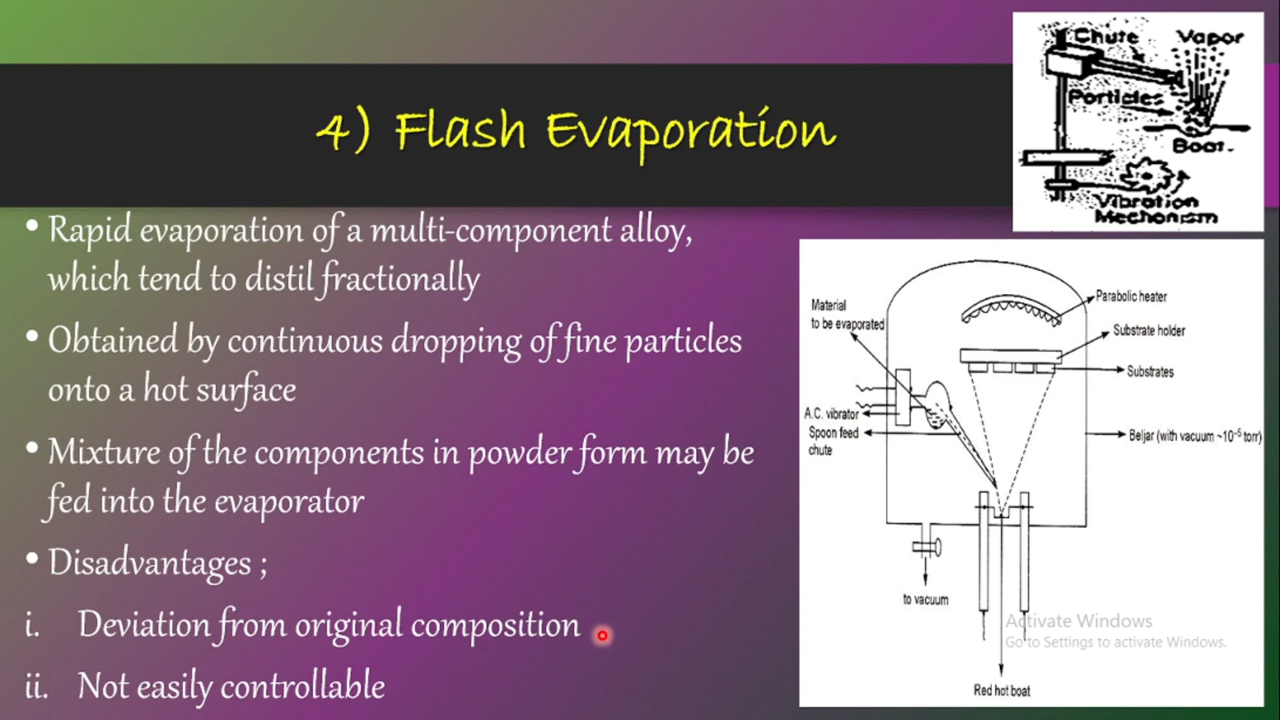 4) Flash Evaporation
• Rapid evaporation of a multi-component alloy,
which tend to distil fractionally
• Obtained by continuous dropping of fine particles
onto a hot surface
• Mixture of the components in powder form may be
fed into the evaporator
• Disadvantages ;
i. Deviation from original composition
ii. Not easily controllable
Chute
Vapor
Particles
Boat
Vibration
Mechanism
Material
to be evaporated
Parabolic heater
Substrate holder
Substrates
A.C. vibrator
Spoon feed
chute
Beljar (with vacuum ~10⁻⁵ torr)
to vacuum
Red hot boat
Activate Windows
Go to Settings to activate Windows.